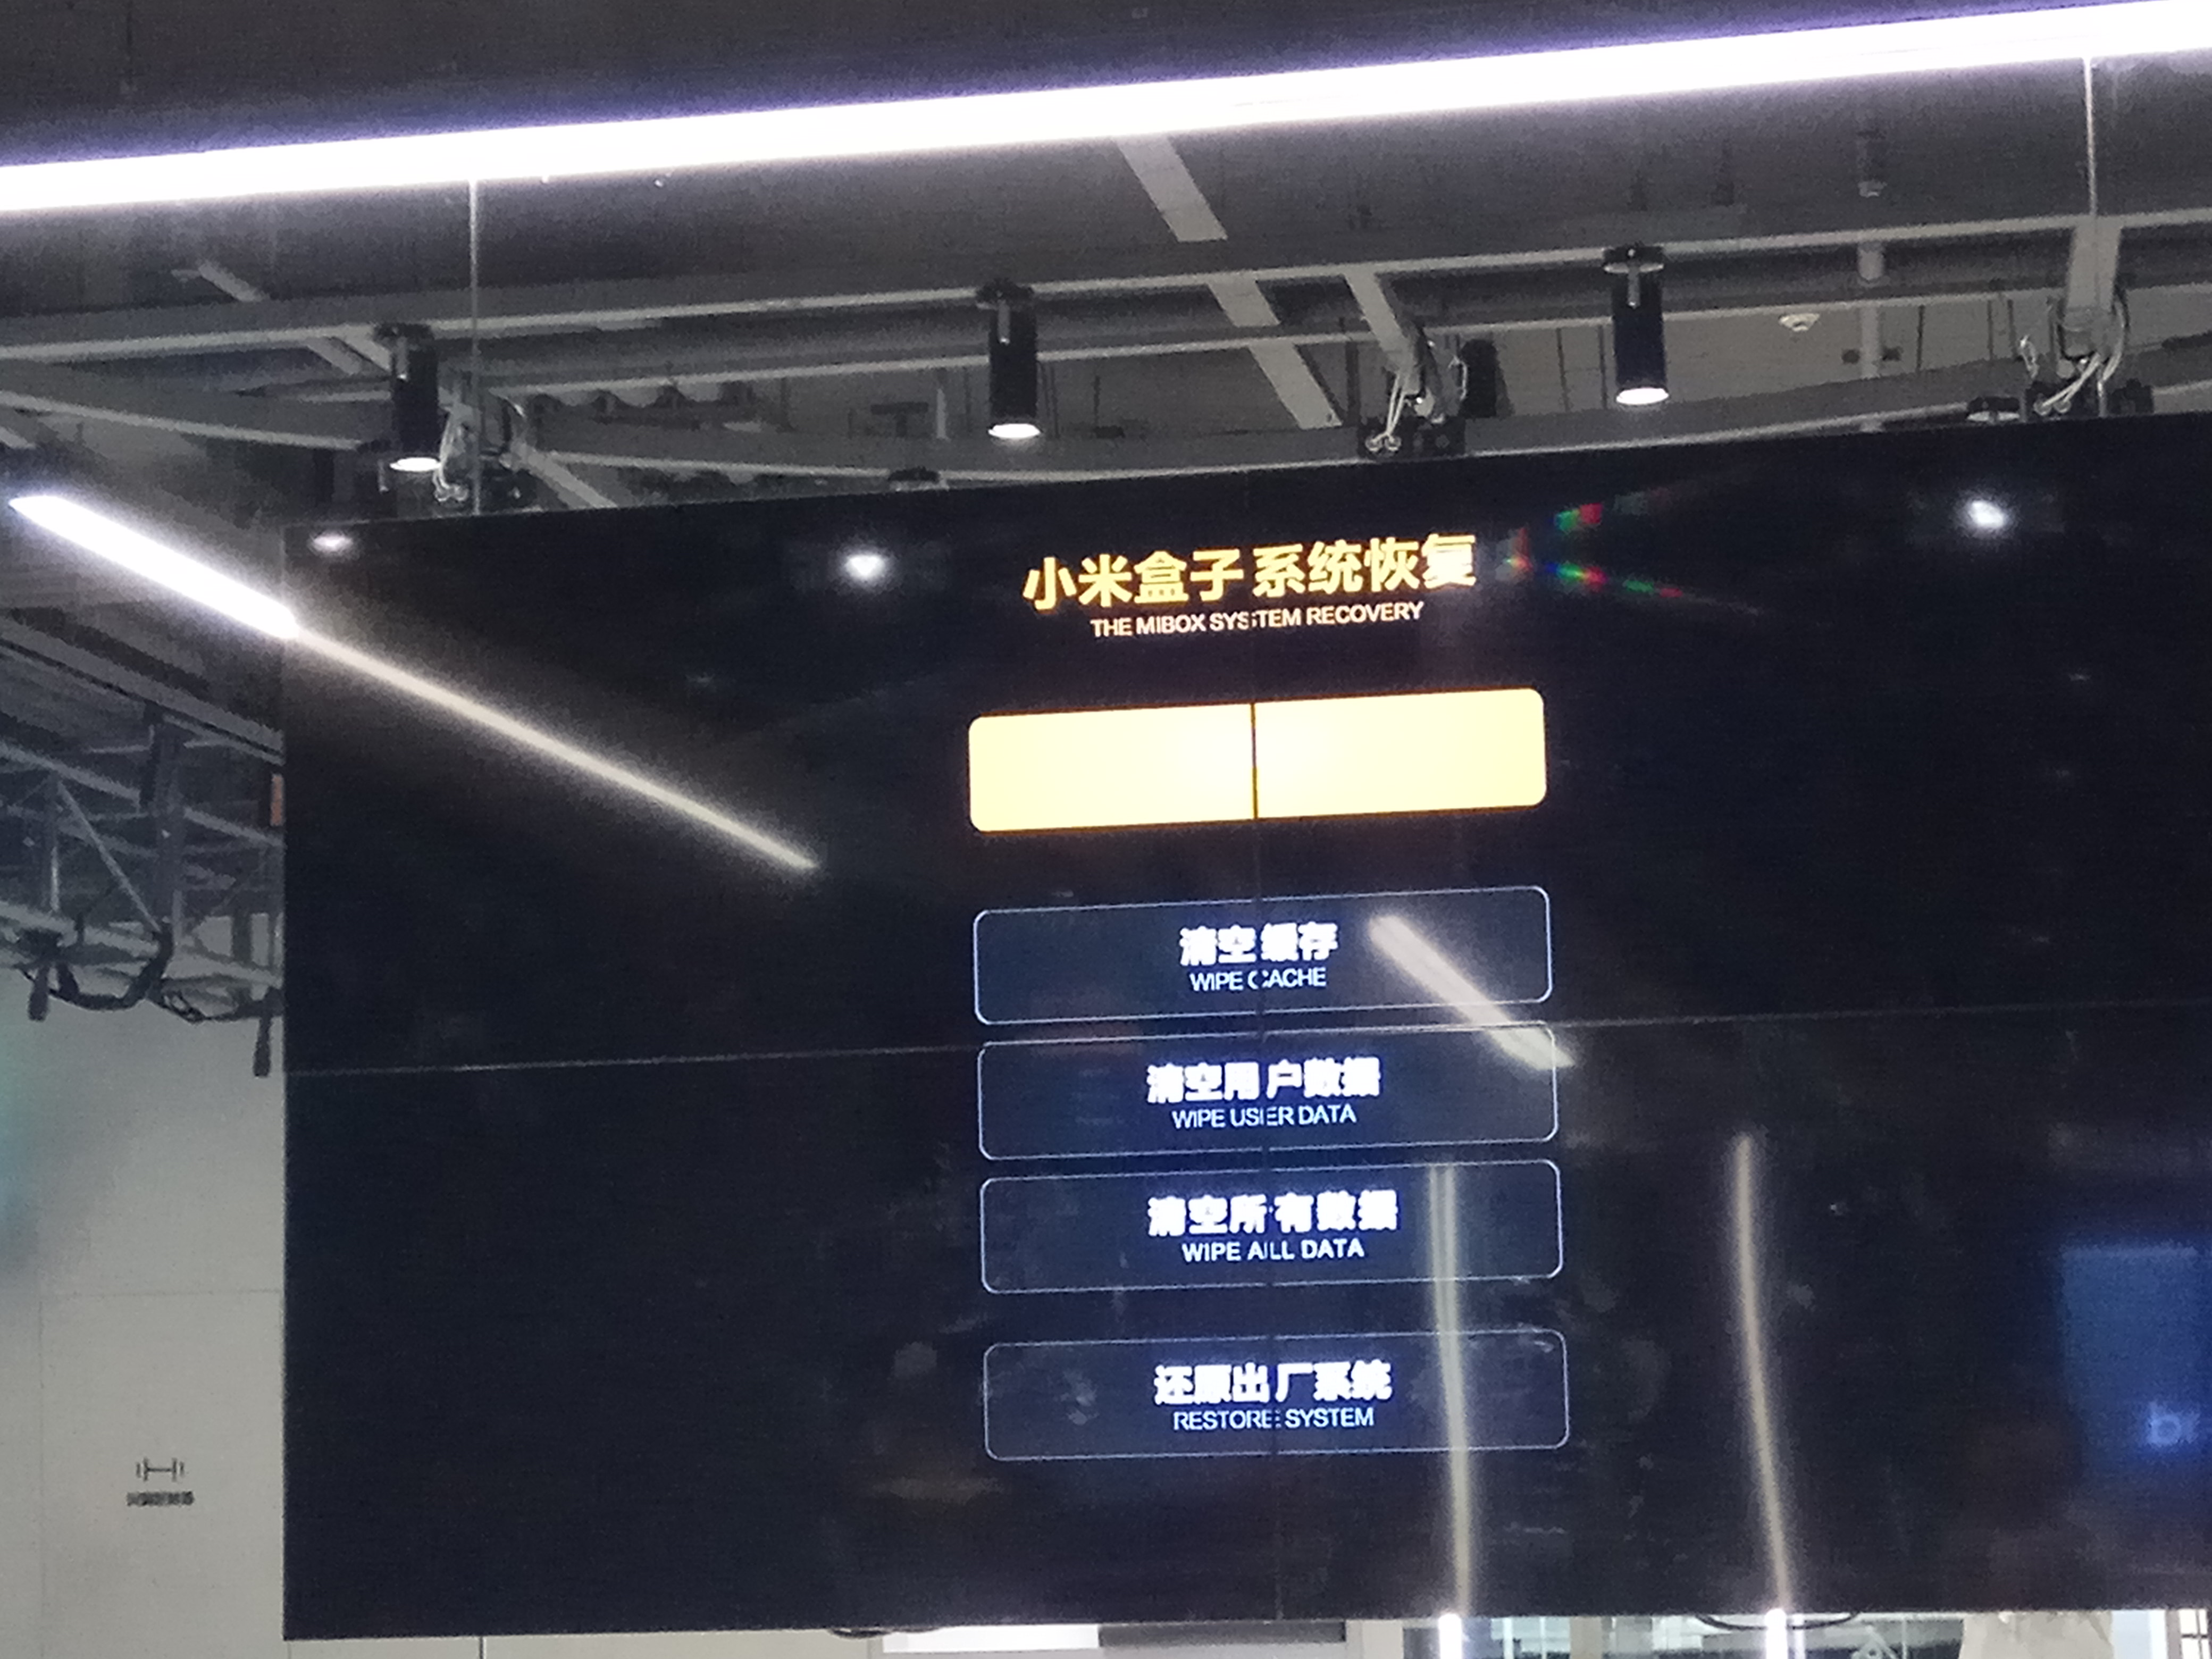 小米盒子系统恢复
THE MIBOX SYSTEM RECOVERY
清空缓存
WIPE CACHE
清空用户数据
WIPE USER DATA
清空所有数据
WIPE ALL DATA
还原出厂系统
RESTORE SYSTEM
br